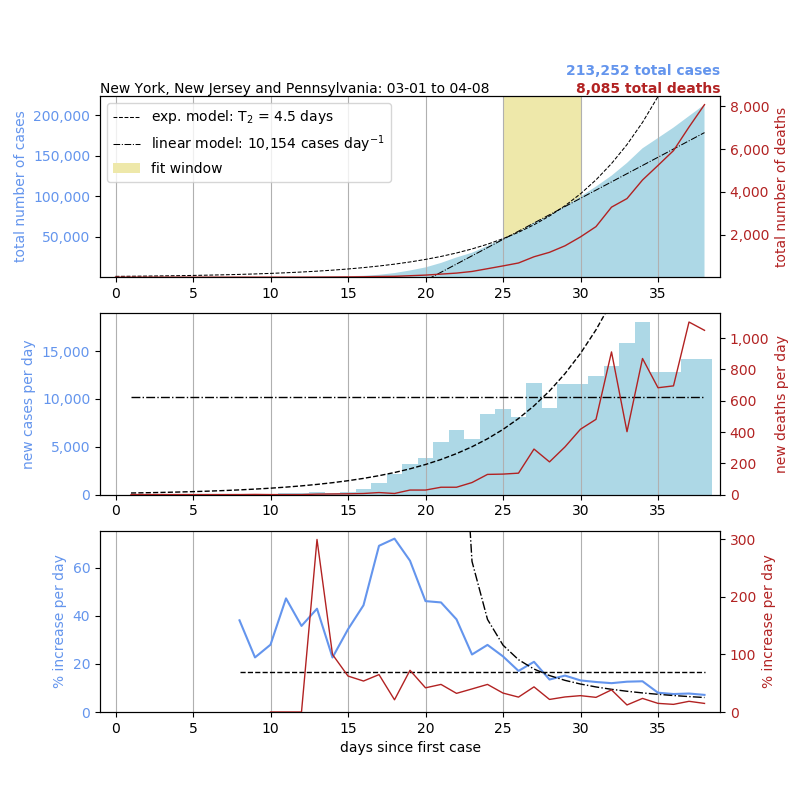 213,252 total cases
New York, New Jersey and Pennsylvania: 03-01 to 04-08
8,085 total deaths
exp. model: T₂ = 4.5 days
linear model: 10,154 cases day⁻¹
fit window
total number of cases
200,000
150,000
100,000
50,000
8,000
6,000
4,000
2,000
total number of deaths
0 5 10 15 20 25 30 35
new cases per day
15,000
10,000
5,000
0
1,000
800
600
400
200
0
new deaths per day
0 5 10 15 20 25 30 35
% increase per day
60
40
20
0
300
200
100
0
% increase per day
0 5 10 15 20 25 30 35
days since first case